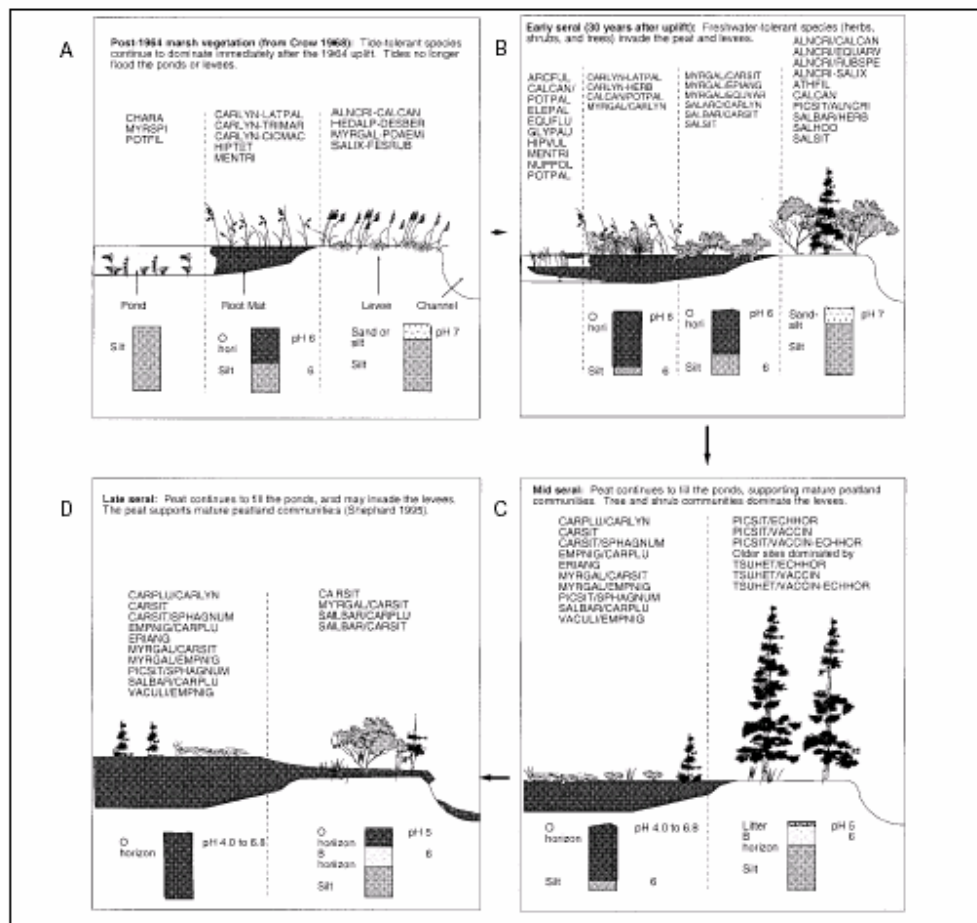 A
Post-1964 marsh vegetation (from Crow 1968): Tide-tolerant species
continue to dominate immediately after the 1964 uplift. Tides no longer
flood the ponds or levees.
CHARA
MYRSPI
POTFIL
CARLYN-LATPAL
CARLYN-TRIMAR
CARLYN-CICMAC
HIPTET
MENTRI
ALNCRI-CALCAN
HEDALP-DESBER
MYRGAL-POAEMI
SALIX-FESRUB
Pond
Root Mat
Levee
Channel
Silt
O
hori
pH 6
Silt
6
Sand or
silt
pH 7
Silt
B
Early seral (30 years after uplift): Freshwater-tolerant species (herbs,
shrubs, and trees) invade the peat and levees.
ARCFUL
CALCAN/
POTPAL
ELEPAL
EQUFLU
GLYPAU
HIPVUL
MENTRI
NUPPOL
POTPAL
CARLYN-LATPAL
CARLYN-HERB
CALCAN/POTPAL
MYRGAL/CARLYN
MYRGAL/CARSIT
MYRGAL/EPIANG
MYRGAL/EQUVAR
SALARC/CARLYN
SALBAR/CARSIT
SALSIT
ALNCRI/CALCAN
ALNCRI/EQUARV
ALNCRI/RUBSPE
ALNCRI-SALIX
ATHFIL
CALCAN
PICSIT/ALNCRI
SALBAR/HERB
SALHOO
SALSIT
O
hori
pH 6
Silt
6
O
hori
pH 6
Silt
6
Sand-
silt
pH 7
Silt
D
Late seral: Peat continues to fill the ponds, and may invade the levees.
The peat supports mature peatland communities (Shephard 1995).
CARPLU/CARLYN
CARSIT
CARSIT/SPHAGNUM
EMPNIG/CARPLU
ERIANG
MYRGAL/CARSIT
MYRGAL/EMPNIG
PICSIT/SPHAGNUM
SALBAR/CARPLU
VACULI/EMPNIG
CARSIT
MYRGAL/CARSIT
SALBAR/CARPLU
SALBAR/CARSIT
O
horizon
pH 4.0 to 6.8
O
horizon
pH 5
B
horizon
6
Silt
C
Mid seral: Peat continues to fill the ponds, supporting mature peatland
communities. Tree and shrub communities dominate the levees.
CARPLU/CARLYN
CARSIT
CARSIT/SPHAGNUM
EMPNIG/CARPLU
ERIANG
MYRGAL/CARSIT
MYRGAL/EMPNIG
PICSIT/SPHAGNUM
SALBAR/CARPLU
VACULI/EMPNIG
PICSIT/ECHHOR
PICSIT/VACCIN
PICSIT/VACCIN-ECHHOR
Older sites dominated by
TSUHET/ECHHOR
TSUHET/VACCIN
TSUHET/VACCIN-ECHHOR
O
horizon
pH 4.0 to 6.8
Silt
6
Litter
B
horizon
pH 5
6
Silt